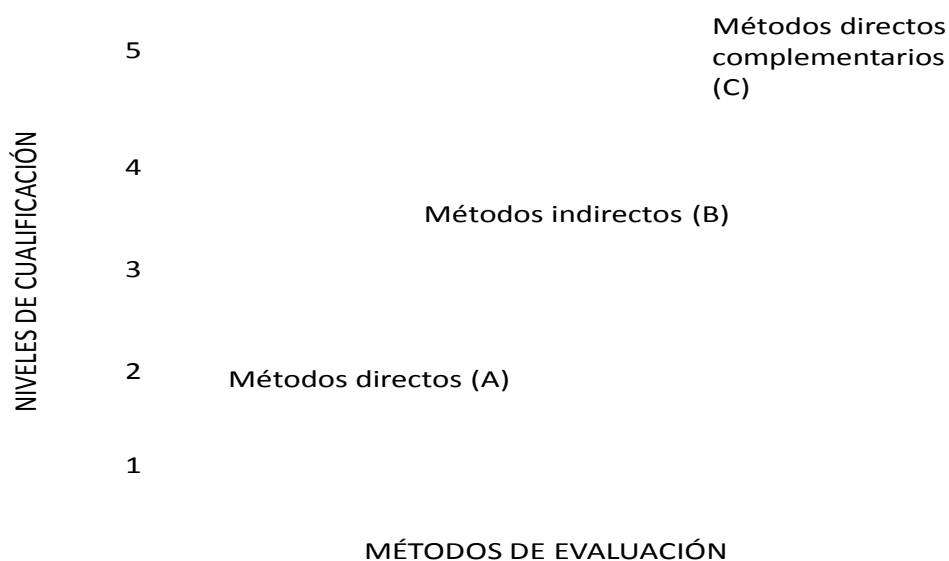 Métodos directos
complementarios
(C)
5
NIVELES DE CUALIFICACIÓN
4
Métodos indirectos (B)
3
2
Métodos directos (A)
1
MÉTODOS DE EVALUACIÓN